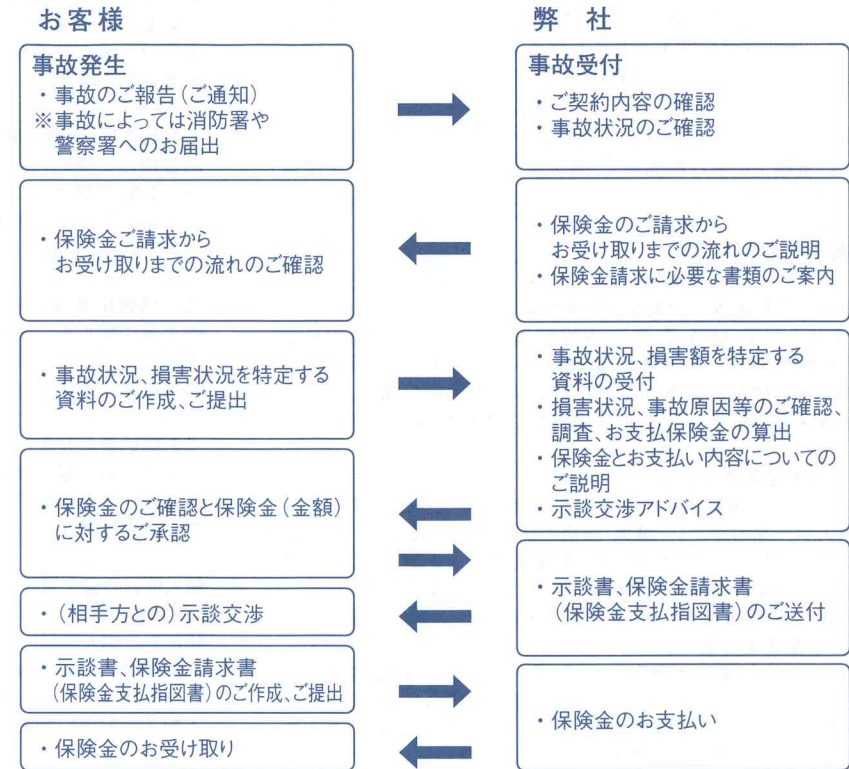 お客様
事故発生
・事故のご報告（ご通知）
※事故によっては消防署や
警察署へのお届出
・保険金ご請求から
お受け取りまでの流れのご確認
・事故状況、損害状況を特定する
資料のご作成、ご提出
・保険金のご確認と保険金（金額）
に対するご承認
・（相手方との）示談交渉
・示談書、保険金請求書
（保険金支払指図書）のご作成、ご提出
・保険金のお受け取り
弊 社
事故受付
・ご契約内容の確認
・事故状況のご確認
・保険金のご請求から
お受け取りまでの流れのご説明
・保険金請求に必要な書類のご案内
・事故状況、損害額を特定する
資料の受付
・損害状況、事故原因等のご確認、
調査、お支払保険金の算出
・保険金とお支払い内容についての
ご説明
・示談交渉アドバイス
・示談書、保険金請求書
（保険金支払指図書）のご送付
・保険金のお支払い